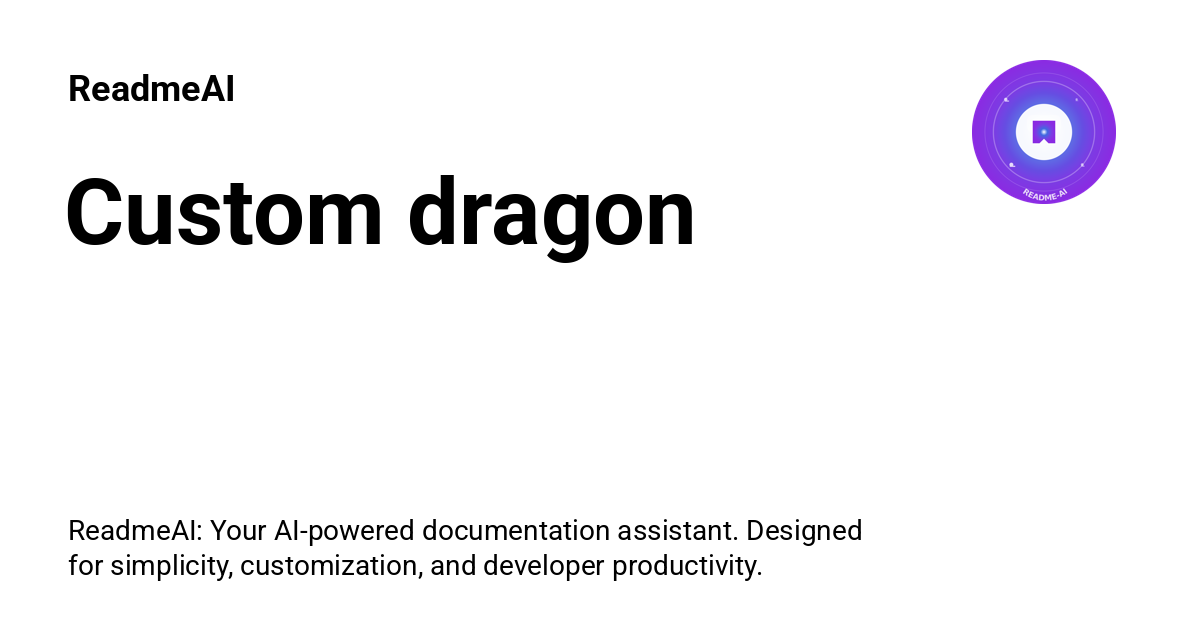 ReadmeAI
Custom dragon
README-AI
ReadmeAI: Your AI-powered documentation assistant. Designed
for simplicity, customization, and developer productivity.